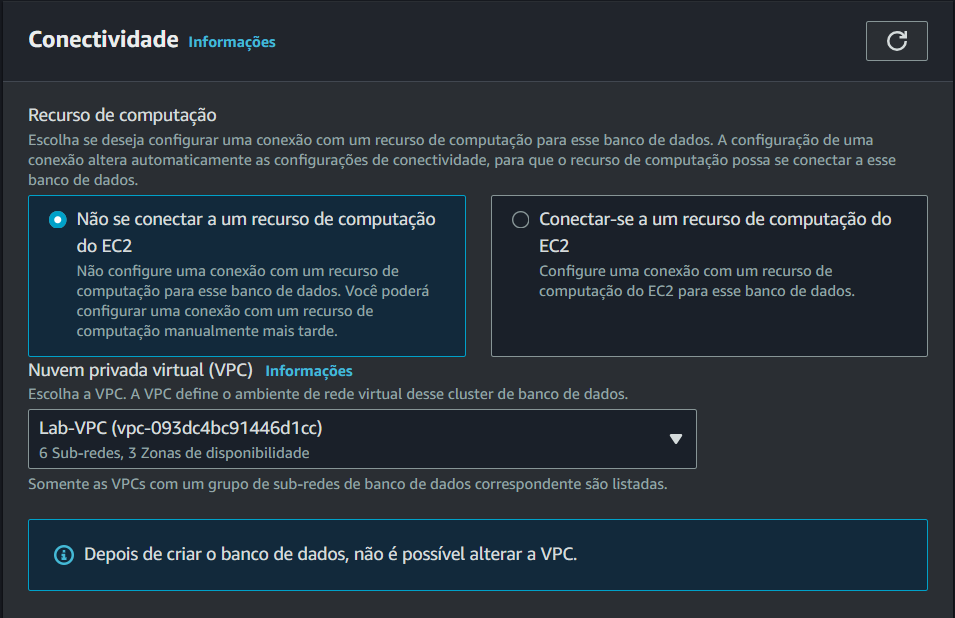 Conectividade Informações
Recurso de computação
Escolha se deseja configurar uma conexão com um recurso de computação para esse banco de dados. A configuração de uma
conexão altera automaticamente as configurações de conectividade, para que o recurso de computação possa se conectar a esse
banco de dados.
Não se conectar a um recurso de computação
do EC2
Não configure uma conexão com um recurso de
computação para esse banco de dados. Você poderá
configurar uma conexão com um recurso de
computação manualmente mais tarde.
Conectar-se a um recurso de computação do
EC2
Configure uma conexão com um recurso de
computação do EC2 para esse banco de dados.
Nuvem privada virtual (VPC) Informações
Escolha a VPC. A VPC define o ambiente de rede virtual desse cluster de banco de dados.
Lab-VPC (vpc-093dc4bc91446d1cc)
6 Sub-redes, 3 Zonas de disponibilidade
Somente as VPCs com um grupo de sub-redes de banco de dados correspondente são listadas.
Depois de criar o banco de dados, não é possível alterar a VPC.